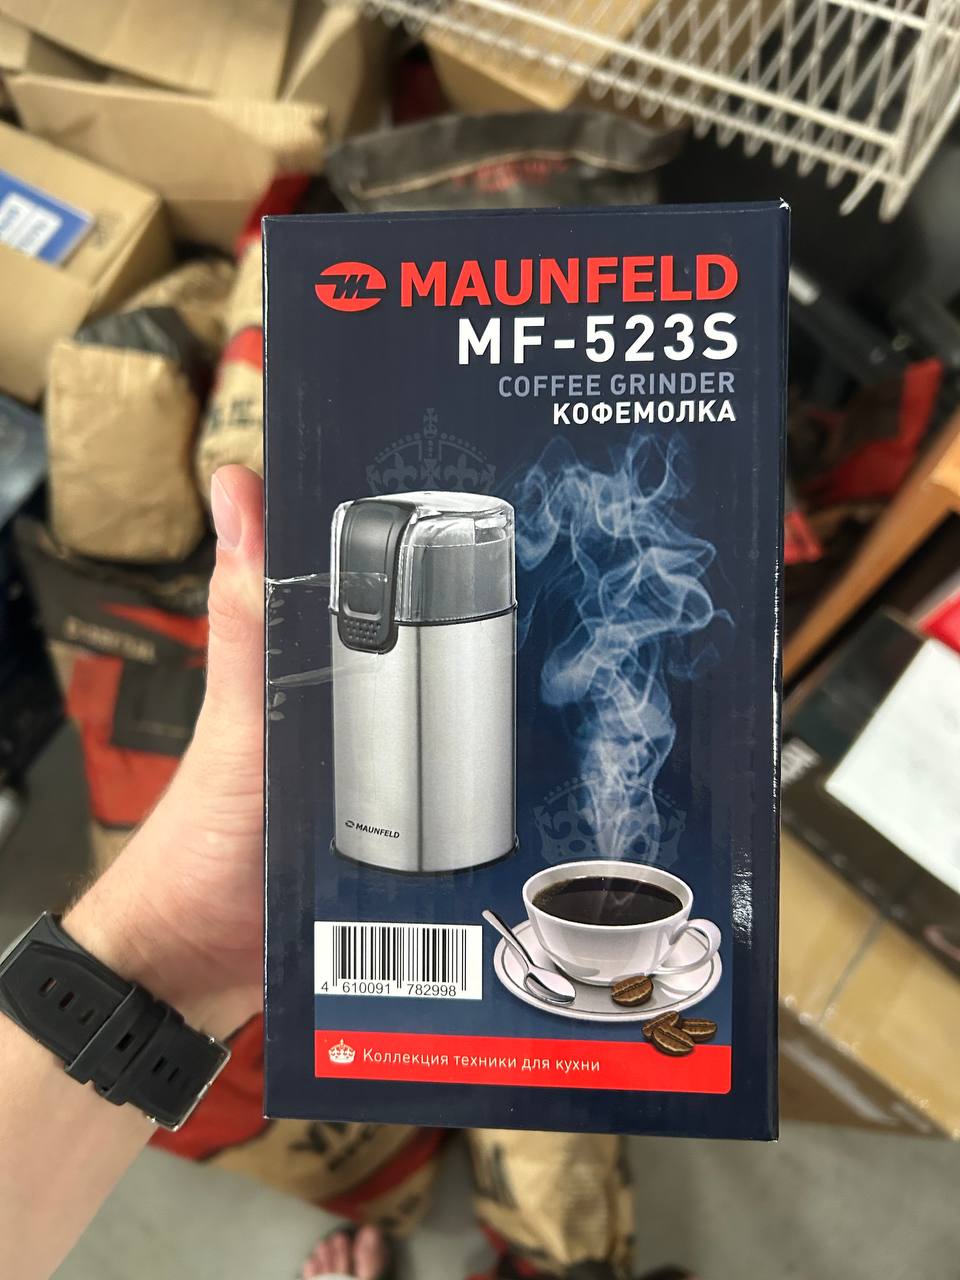 MAUNFELD
MF-523S
COFFEE GRINDER
КОФЕМОЛКА
MAUNFELD
4 610091 782998
Коллекция техники для кухни